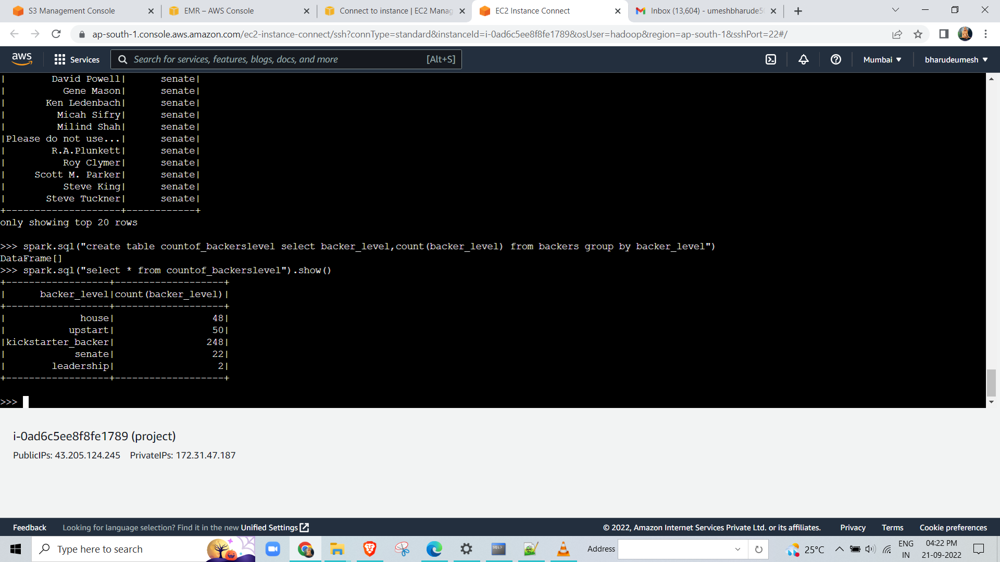 S3 Management Console
EMR – AWS Console
Connect to instance | EC2 Manag
EC2 Instance Connect
Inbox (13,604) - umeshbharude5
ap-south-1.console.aws.amazon.com/ec2-instance-connect/ssh?connType=standard&instanceId=i-0ad6c5ee8f8fe1789&osUser=hadoop&region=ap-south-1&sshPort=22#/
aws
Services
Search for services, features, blogs, docs, and more
[Alt+S]
Mumbai ▼
bharudeumesh ▼
|        David Powell|      senate|
|          Gene Mason|      senate|
|       Ken Ledenbach|      senate|
|         Micah Sifry|      senate|
|         Milind Shah|      senate|
|Please do not use...|      senate|
|        R.A.Plunkett|      senate|
|          Roy Clymer|      senate|
|     Scott M. Parker|      senate|
|          Steve King|      senate|
|       Steve Tuckner|      senate|
+--------------------+------------+
only showing top 20 rows
>>> spark.sql("create table countof_backerslevel select backer_level,count(backer_level) from backers group by backer_level")
DataFrame[]
>>> spark.sql("select * from countof_backerslevel").show()
+------------------+-------------------+
|      backer_level|count(backer_level)|
+------------------+-------------------+
|             house|                 48|
|           upstart|                 50|
|kickstarter_backer|                248|
|            senate|                 22|
|        leadership|                  2|
+------------------+-------------------+
>>>
i-0ad6c5ee8f8fe1789 (project)
PublicIPs: 43.205.124.245    PrivateIPs: 172.31.47.187
Feedback
Looking for language selection? Find it in the new Unified Settings
© 2022, Amazon Internet Services Private Ltd. or its affiliates.
Privacy
Terms
Cookie preferences
Type here to search
SQL>
Address
25°C
ENG
IN
04:22 PM
21-09-2022